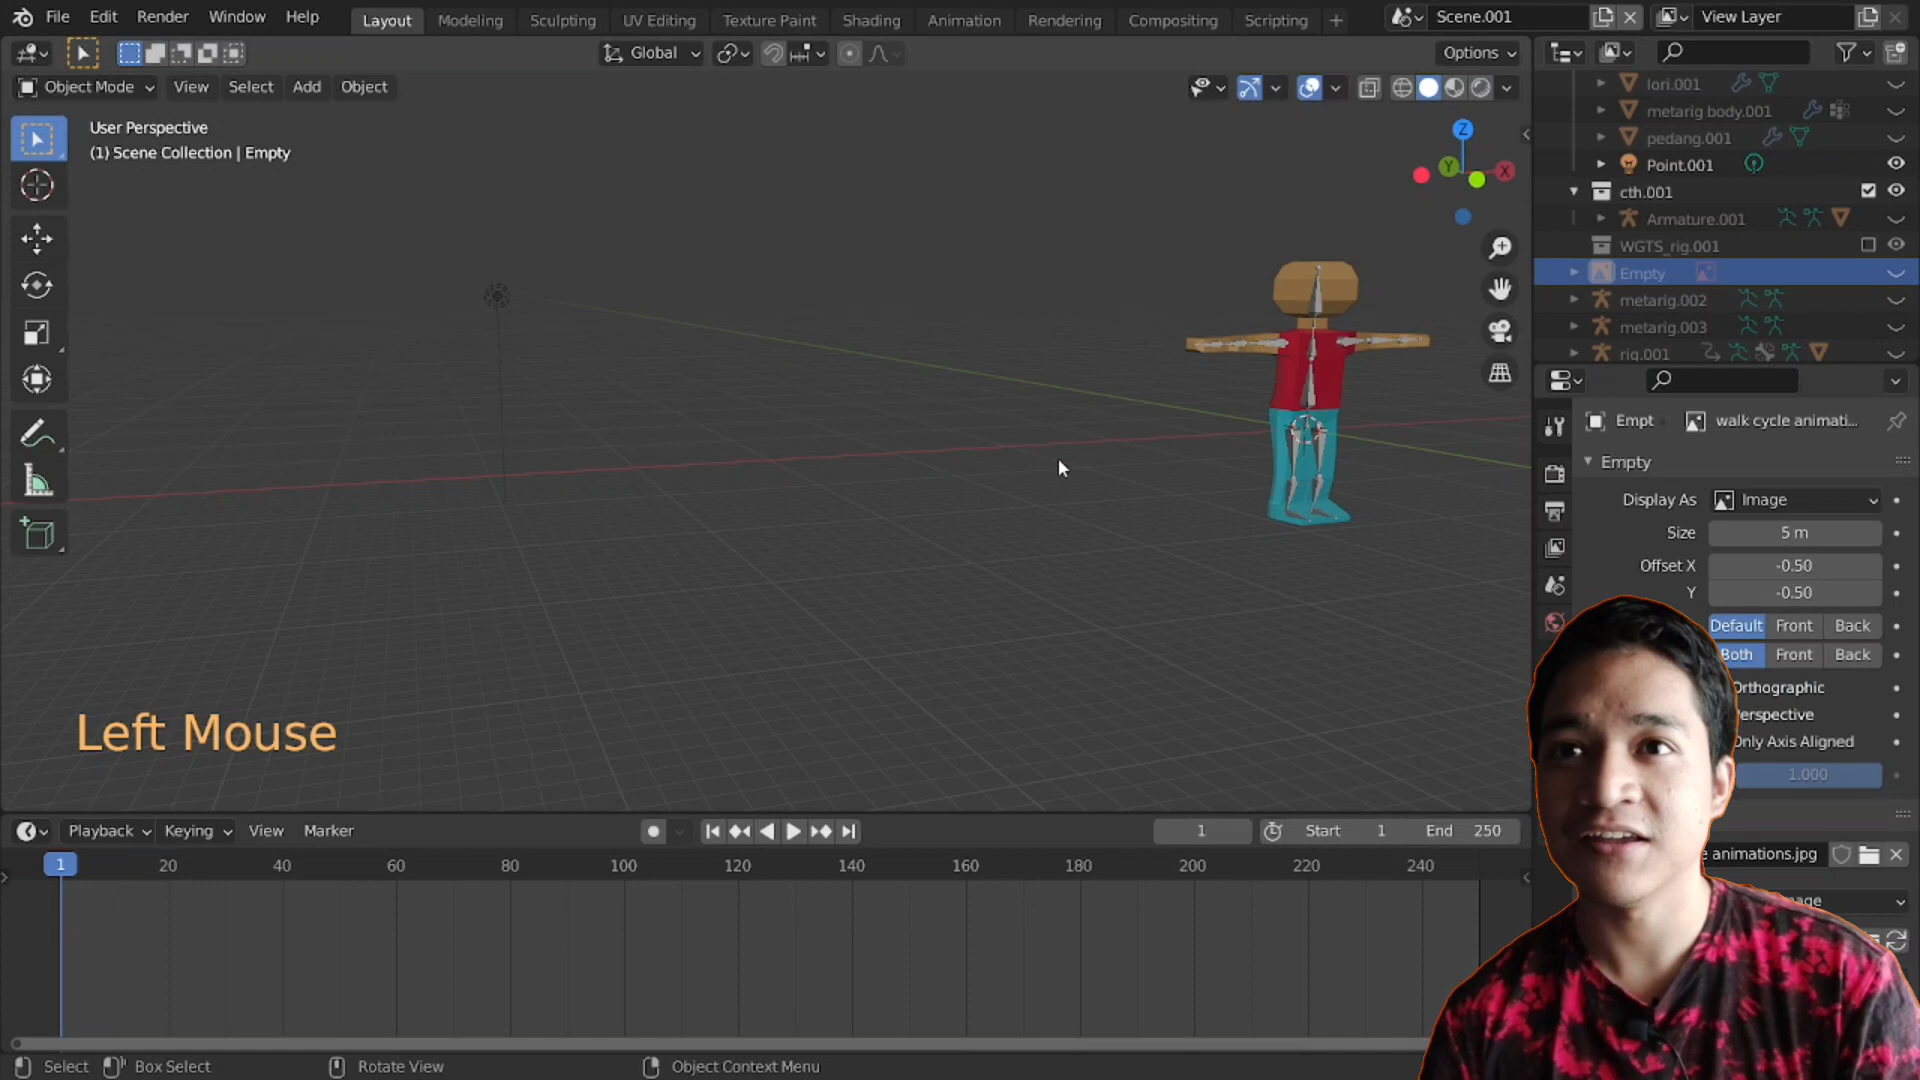 File Edit Render Window Help Layout Modeling Sculpting UV Editing Texture Paint Shading Animation Rendering Compositing Scripting + Scene.001 View Layer
Global Options
Object Mode View Select Add Object
User Perspective
(1) Scene Collection | Empty
Z
Y
X
lori.001
metarig body.001
pedang.001
Point.001
cth.001
Armature.001
WGTS_rig.001
Empty
metarig.002
metarig.003
rig.001
Empt walk cycle animati...
Empty
Display As Image
Size 5 m
Offset X -0.50
Y -0.50
Default Front Back
Both Front Back
Orthographic
Perspective
Only Axis Aligned
1.000
Left Mouse
Playback Keying View Marker 1 Start 1 End 250
animations.jpg
1 20 40 60 80 100 120 140 160 180 200 220 240
Select Box Select Rotate View Object Context Menu